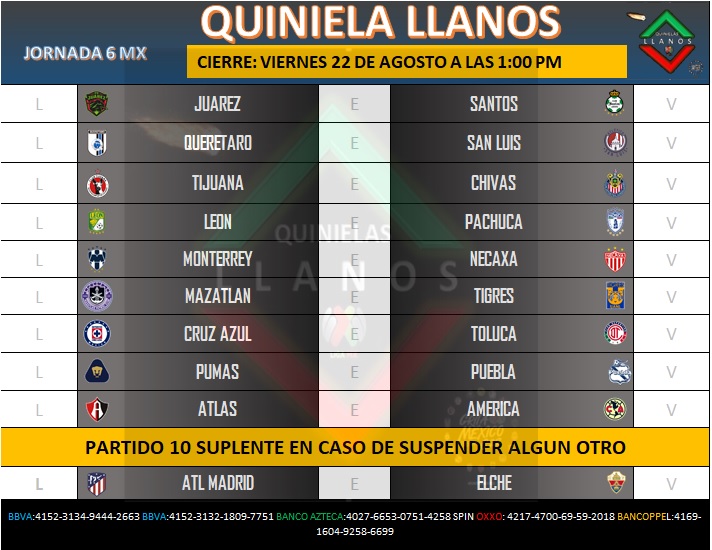 QUINIELA LLANOS
JORNADA 6 MX
CIERRE: VIERNES 22 DE AGOSTO A LAS 1:00 PM
QUINIELAS
LLANOS
L JUAREZ E SANTOS V
L QUERETARO E SAN LUIS V
L TIJUANA E CHIVAS V
L LEON E PACHUCA V
QUINIELAS
L MONTERREY E NECAXA V
LLANOS
L MAZATLAN E TIGRES V
L CRUZ AZUL E TOLUCA V
LIGA MX
L PUMAS E PUEBLA V
L ATLAS E AMERICA V
PARTIDO 10 SUPLENTE EN CASO DE SUSPENDER ALGUN OTRO
L ATL MADRID E ELCHE V
BBVA:4152-3134-9444-2663 BBVA:4152-3132-1809-7751 BANCO AZTECA:4027-6653-0751-4258 SPIN OXXO: 4217-4700-69-59-2018 BANCOPPEL:4169-
1604-9258-6699